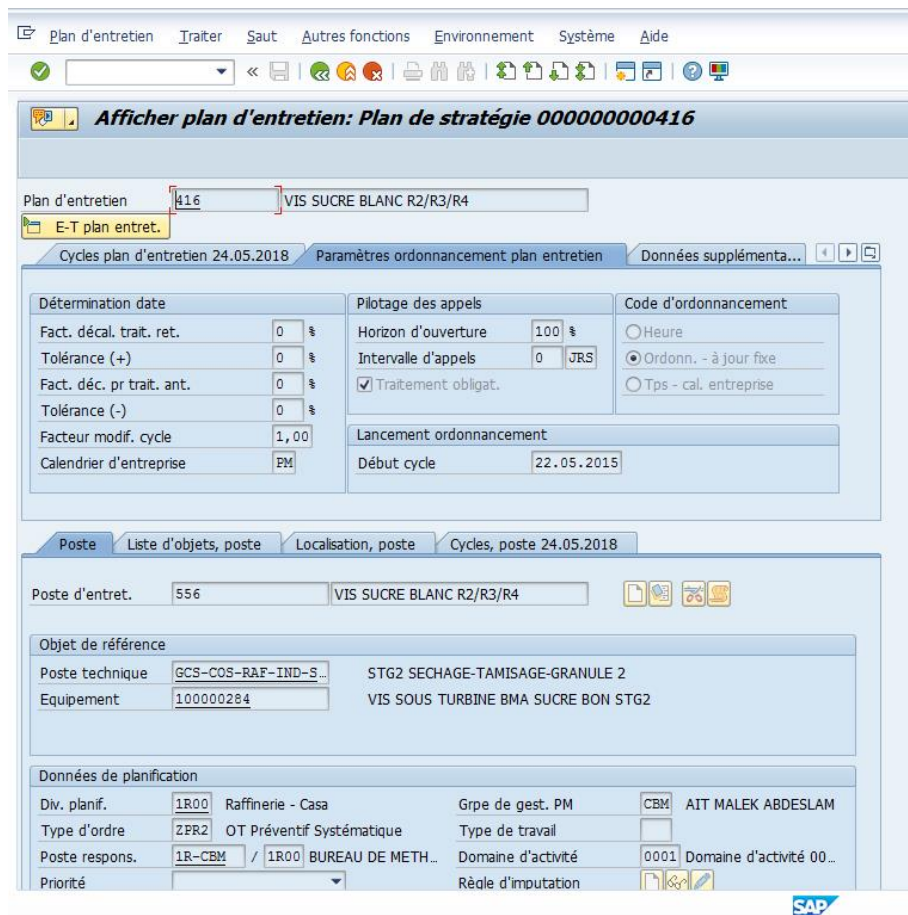 Plan d'entretien Traiter Saut Autres fonctions Environnement Système Aide
Afficher plan d'entretien: Plan de stratégie 000000000416
Plan d'entretien 416 VIS SUCRE BLANC R2/R3/R4
E-T plan entret.
Cycles plan d'entretien 24.05.2018 Paramètres ordonnancement plan entretien Données supplémenta...
Détermination date Pilotage des appels Code d'ordonnancement
Fact. décal. trait. ret. 0 % Horizon d'ouverture 100 % Heure
Tolérance (+) 0 % Intervalle d'appels 0 JRS Ordonn. - à jour fixe
Fact. déc. pr trait. ant. 0 % Traitement obligat. Tps - cal. entreprise
Tolérance (-) 0 %
Facteur modif. cycle 1,00 Lancement ordonnancement
Calendrier d'entreprise PM Début cycle 22.05.2015
Poste Liste d'objets, poste Localisation, poste Cycles, poste 24.05.2018
Poste d'entret. 556 VIS SUCRE BLANC R2/R3/R4
Objet de référence
Poste technique GCS-COS-RAF-IND-S… STG2 SECHAGE-TAMISAGE-GRANULE 2
Equipement 100000284 VIS SOUS TURBINE BMA SUCRE BON STG2
Données de planification
Div. planif. 1R00 Raffinerie - Casa Grpe de gest. PM CBM AIT MALEK ABDESLAM
Type d'ordre ZPR2 OT Préventif Systématique Type de travail
Poste respons. 1R-CBM / 1R00 BUREAU DE METH… Domaine d'activité 0001 Domaine d'activité 00…
Priorité Règle d'imputation
SAP